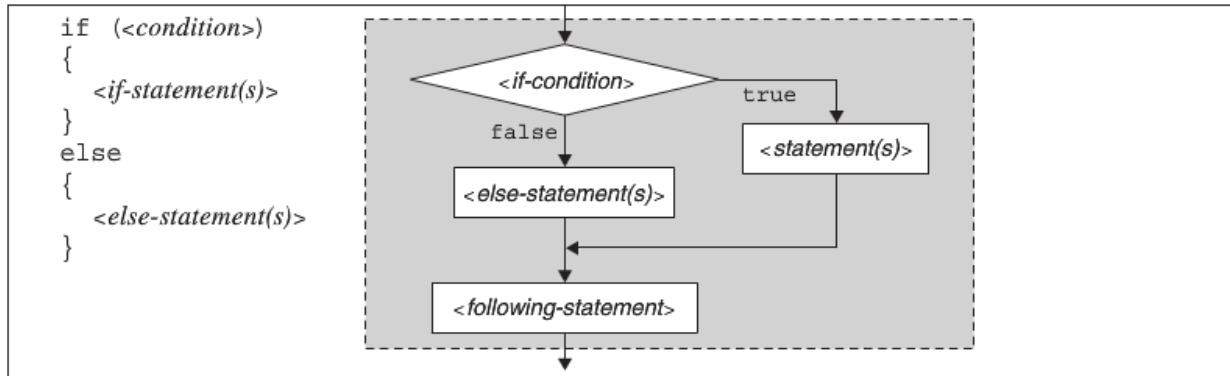 if (<condition>)
{
<if-statement(s)>
}
else
{
<else-statement(s)>
}
<if-condition>
true
false
<statement(s)>
<else-statement(s)>
<following-statement>